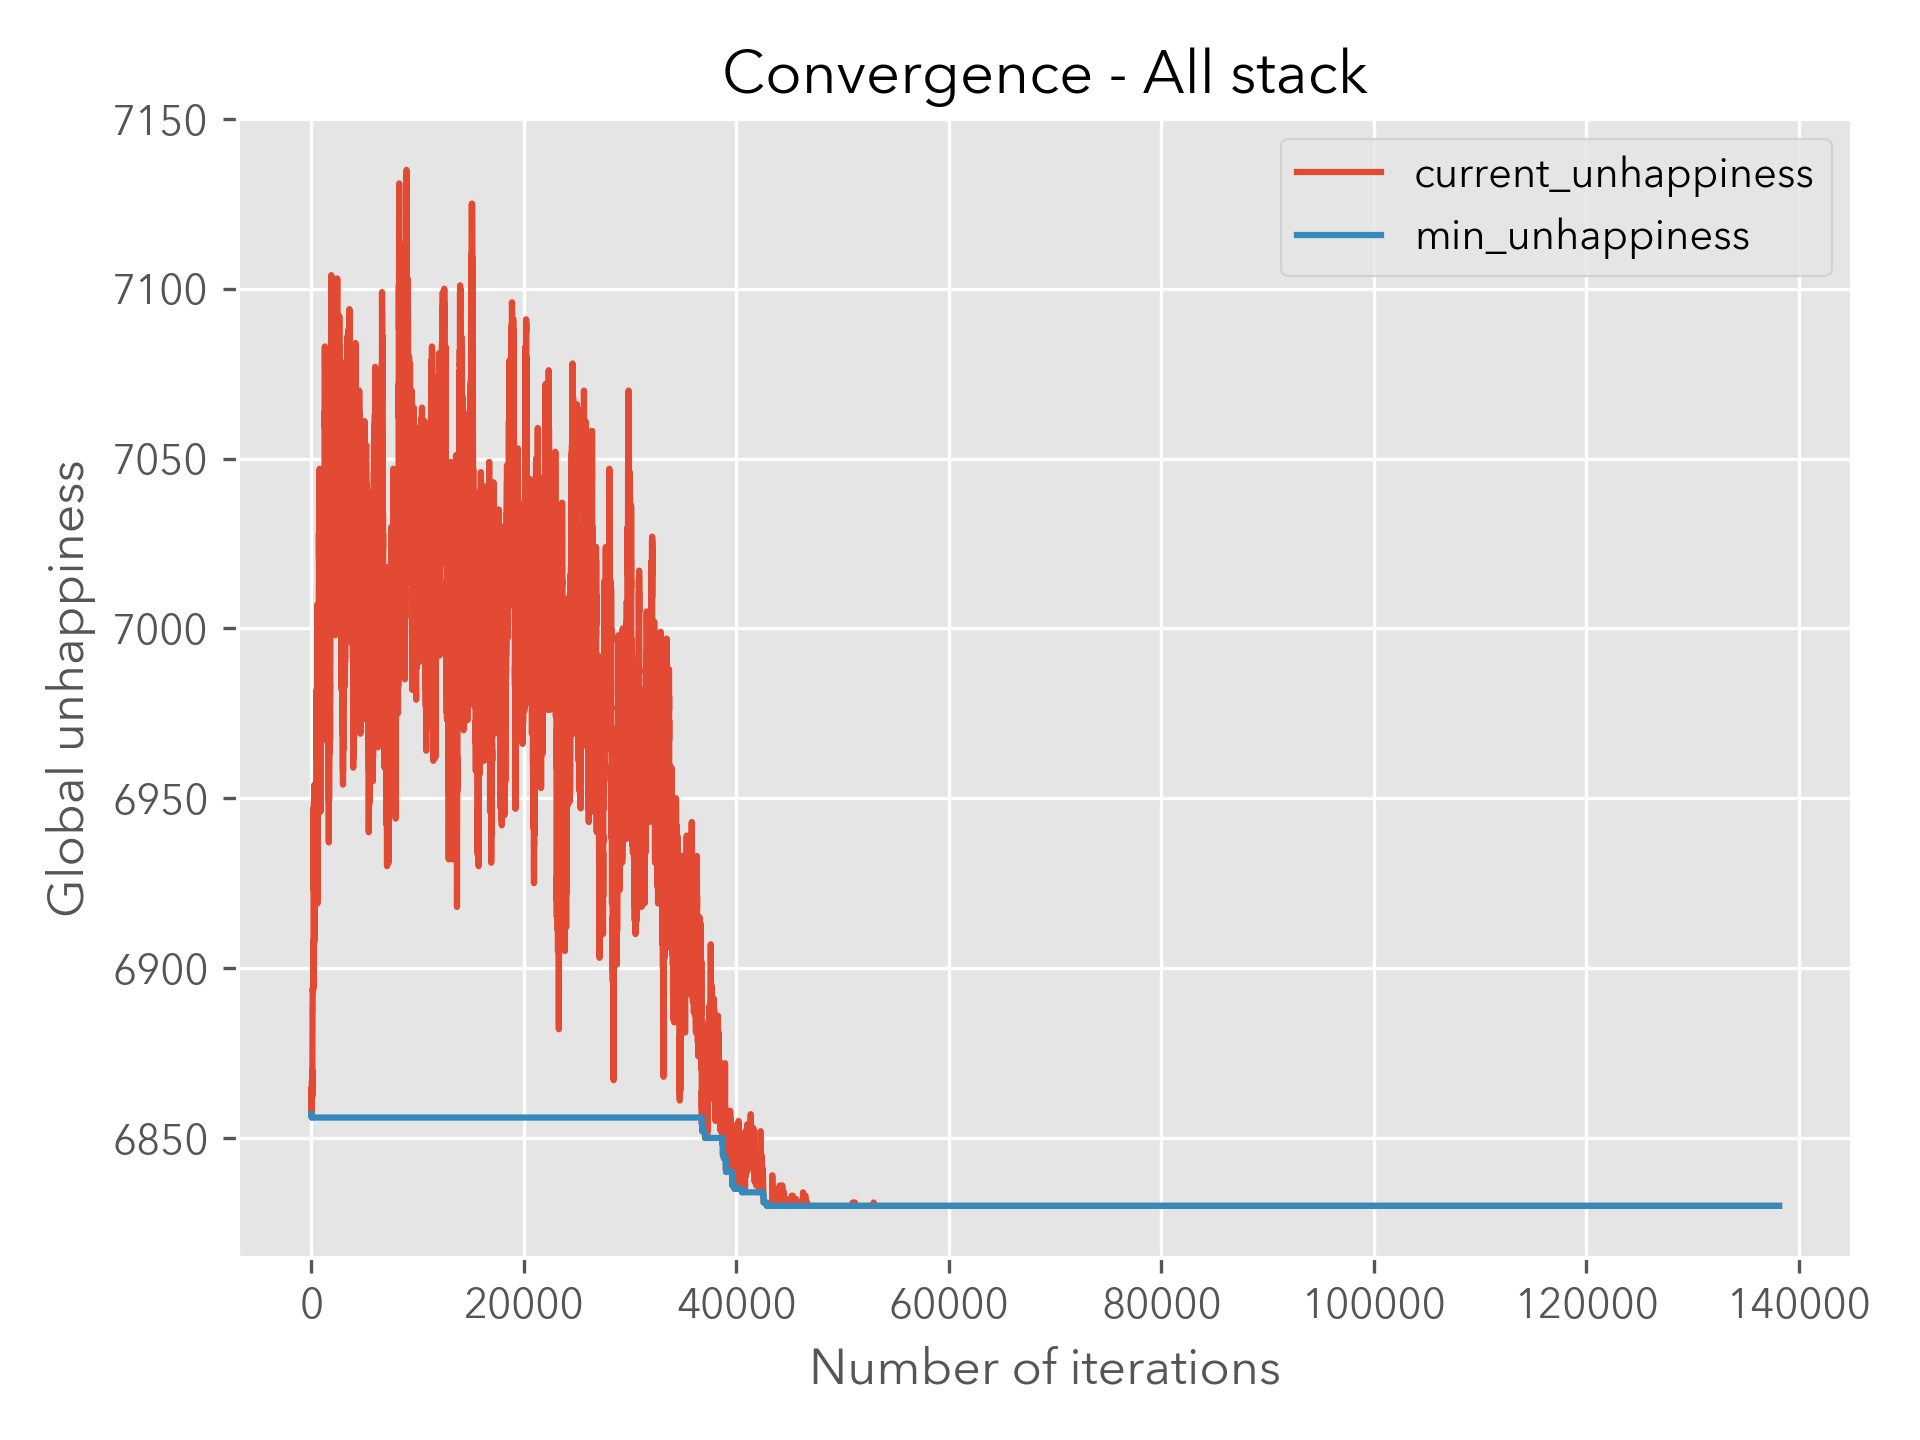 Convergence - All stack
7150
7100
7050
7000
6950
6900
6850
Global unhappiness
current_unhappiness
min_unhappiness
0 20000 40000 60000 80000 100000 120000 140000
Number of iterations